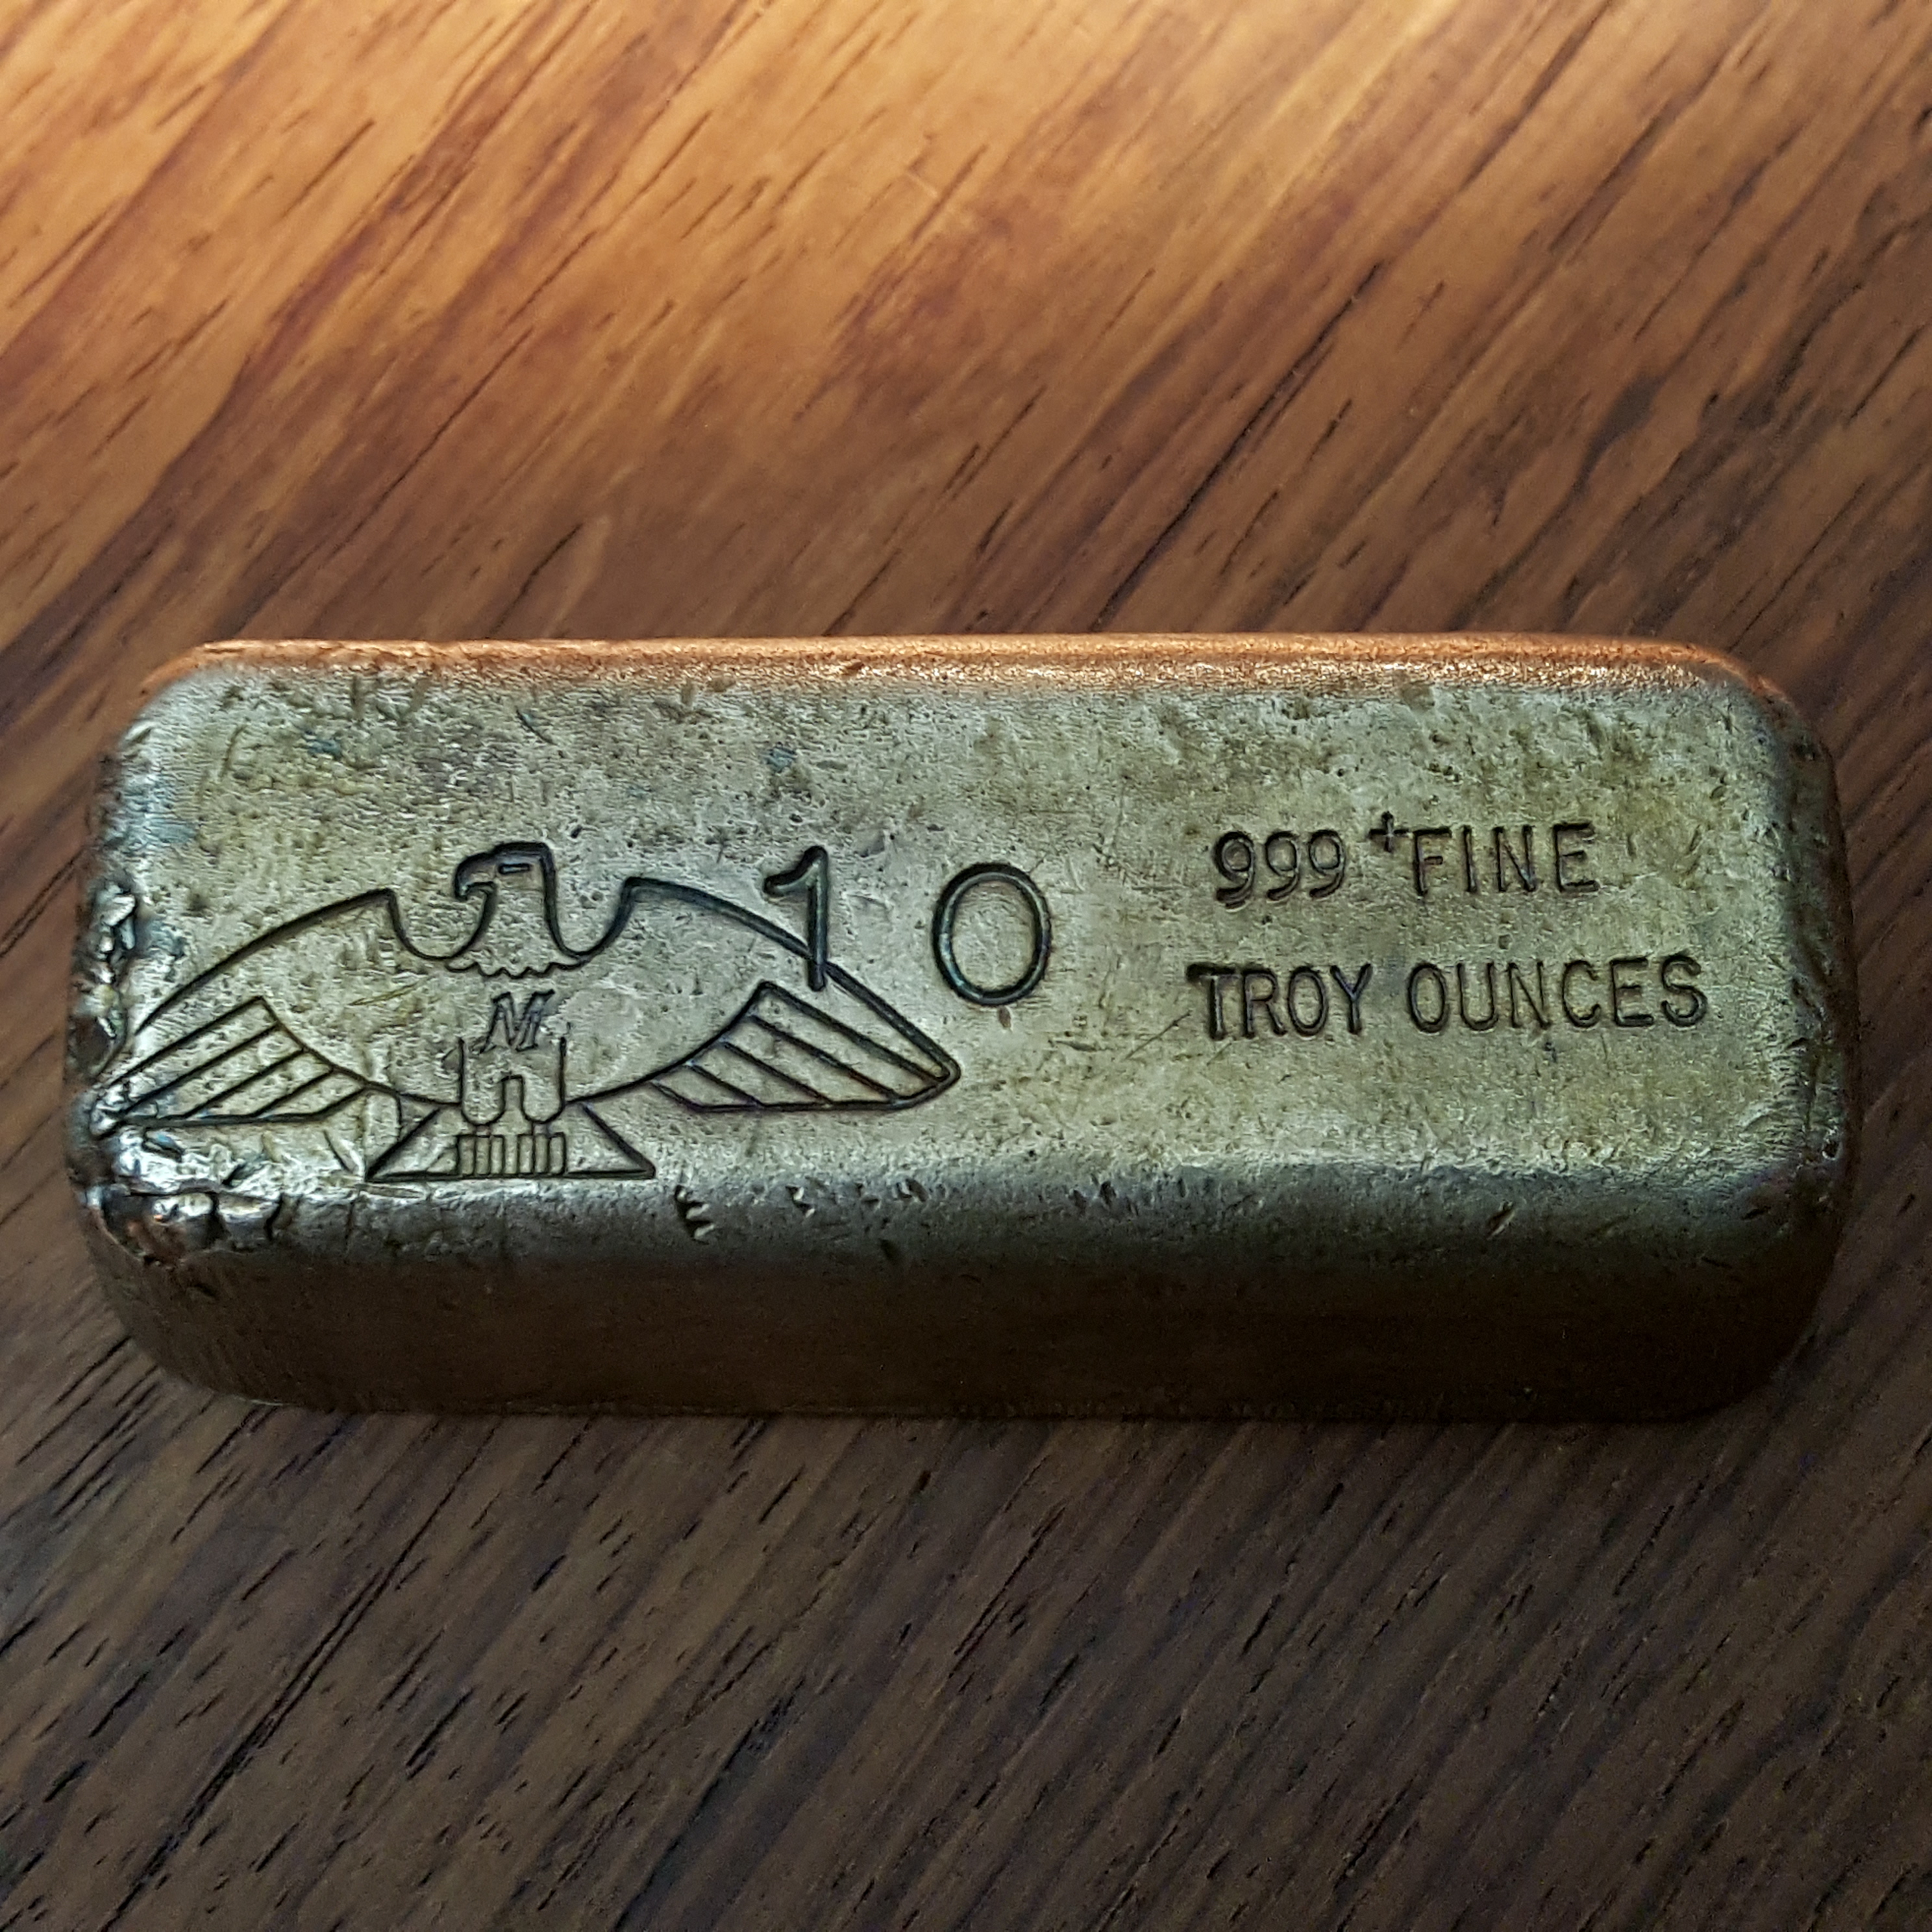 M
10
999+ FINE
TROY OUNCES